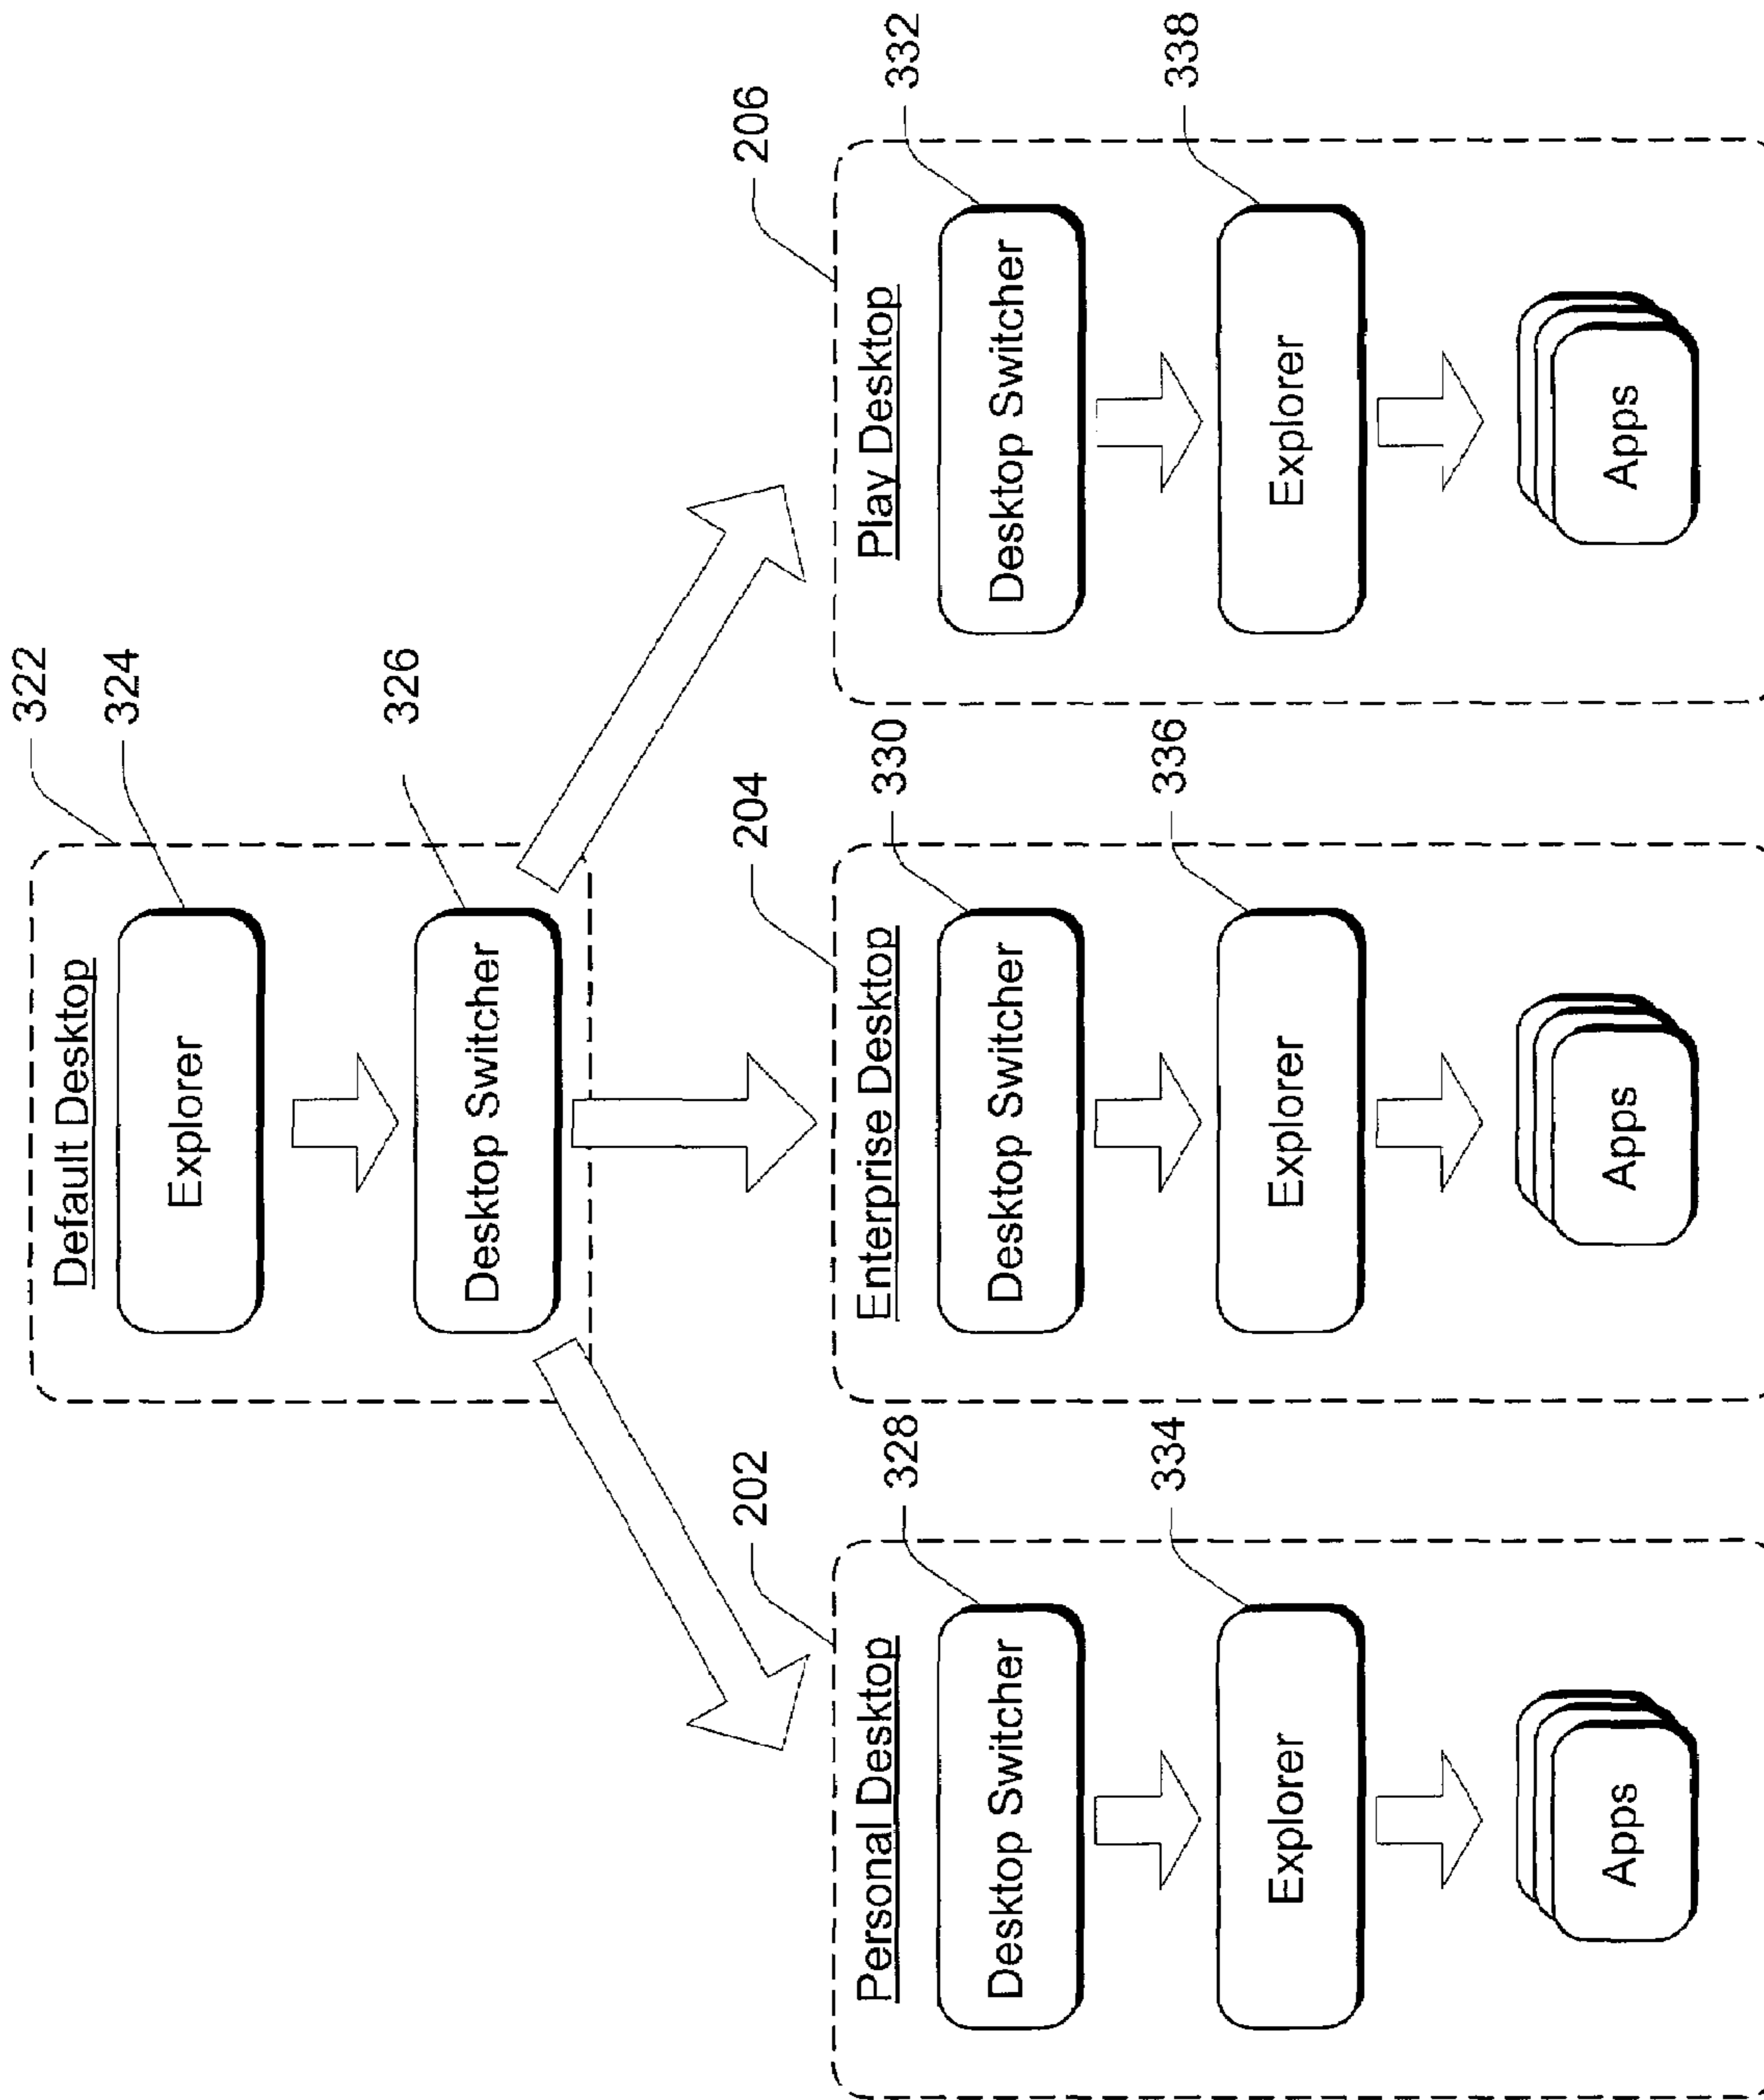 322
Default Desktop
324
Explorer
326
Desktop Switcher
202
204
206
Personal Desktop
Enterprise Desktop
Play Desktop
328
330
332
Desktop Switcher
Desktop Switcher
Desktop Switcher
334
336
338
Explorer
Explorer
Explorer
Apps
Apps
Apps